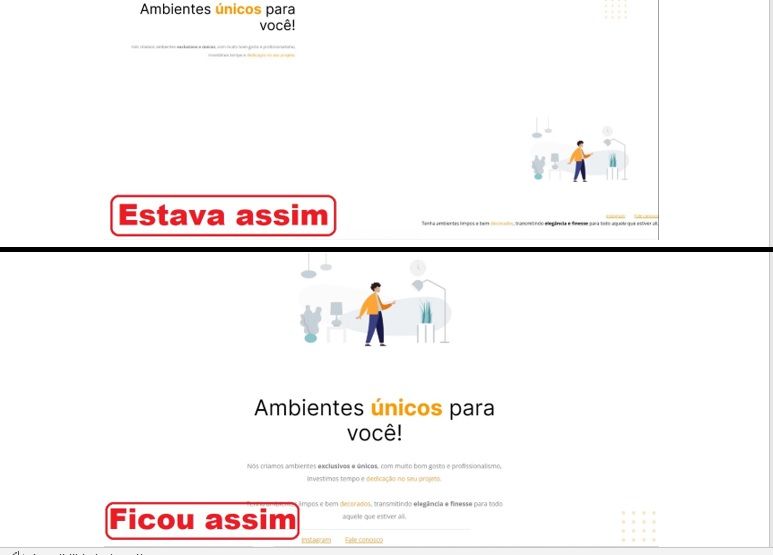 Ambientes únicos para
você!
Nós criamos ambientes exclusivos e únicos, com muito bom gosto e profissionalismo,
investimos tempo e dedicação no seu projeto.
Estava assim
Instagram Fale conosco
Tenha ambientes limpos e bem decorados, transmitindo elegância e finesse para todo aquele que estiver ali.
Ambientes únicos para
você!
Nós criamos ambientes exclusivos e únicos, com muito bom gosto e profissionalismo,
investimos tempo e dedicação no seu projeto.
limpos e bem decorados, transmitindo elegância e finesse para todo
aquele que estiver ali.
Ficou assim
Instagram Fale conosco